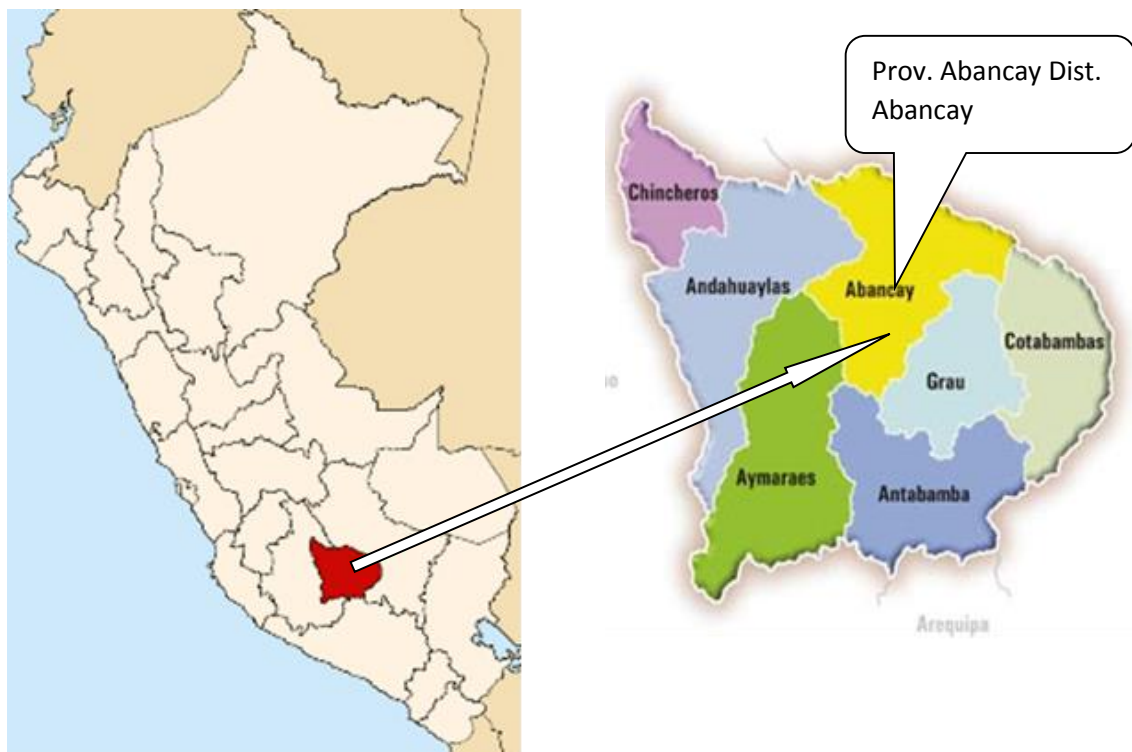 Prov. Abancay Dist.
Abancay
Chincheros
Andahuaylas
Abancay
Cotabambas
Grau
Aymaraes
Antabamba
Arequipa